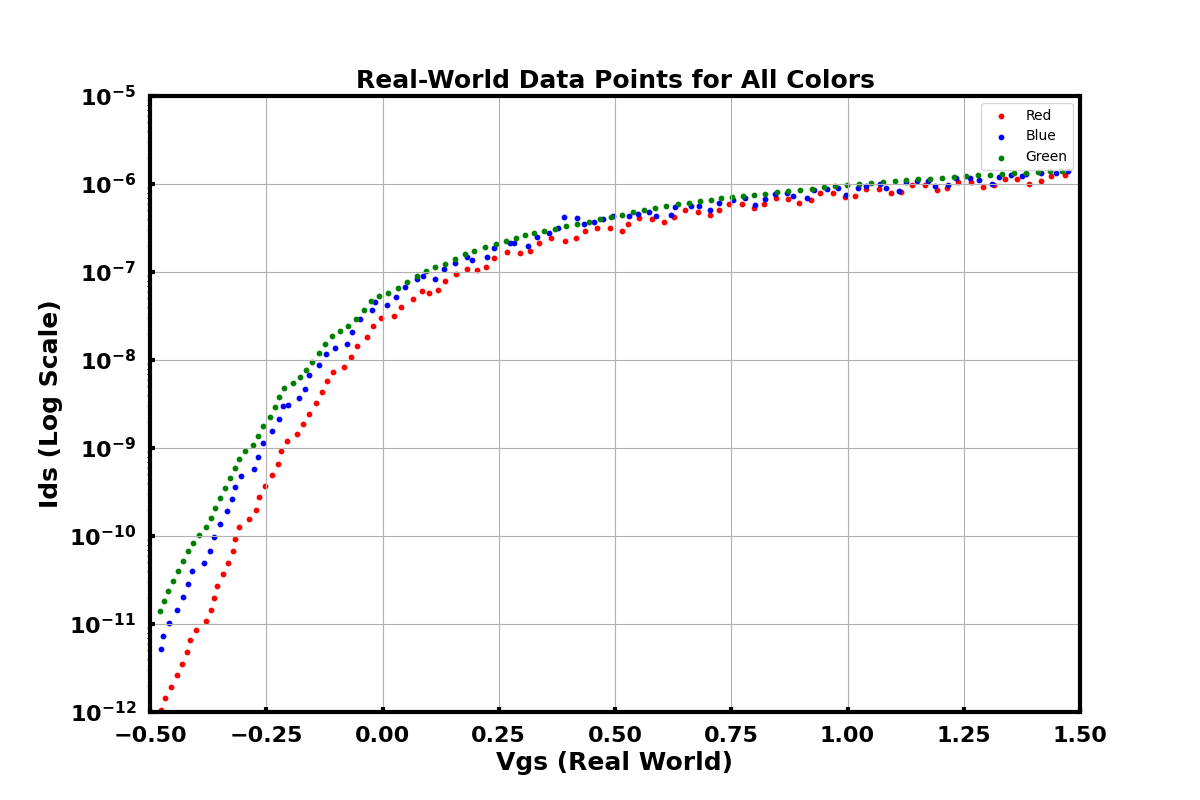 Real-World Data Points for All Colors
Red
Blue
Green
Ids (Log Scale)
10⁻⁵
10⁻⁶
10⁻⁷
10⁻⁸
10⁻⁹
10⁻¹⁰
10⁻¹¹
10⁻¹²
−0.50 −0.25 0.00 0.25 0.50 0.75 1.00 1.25 1.50
Vgs (Real World)